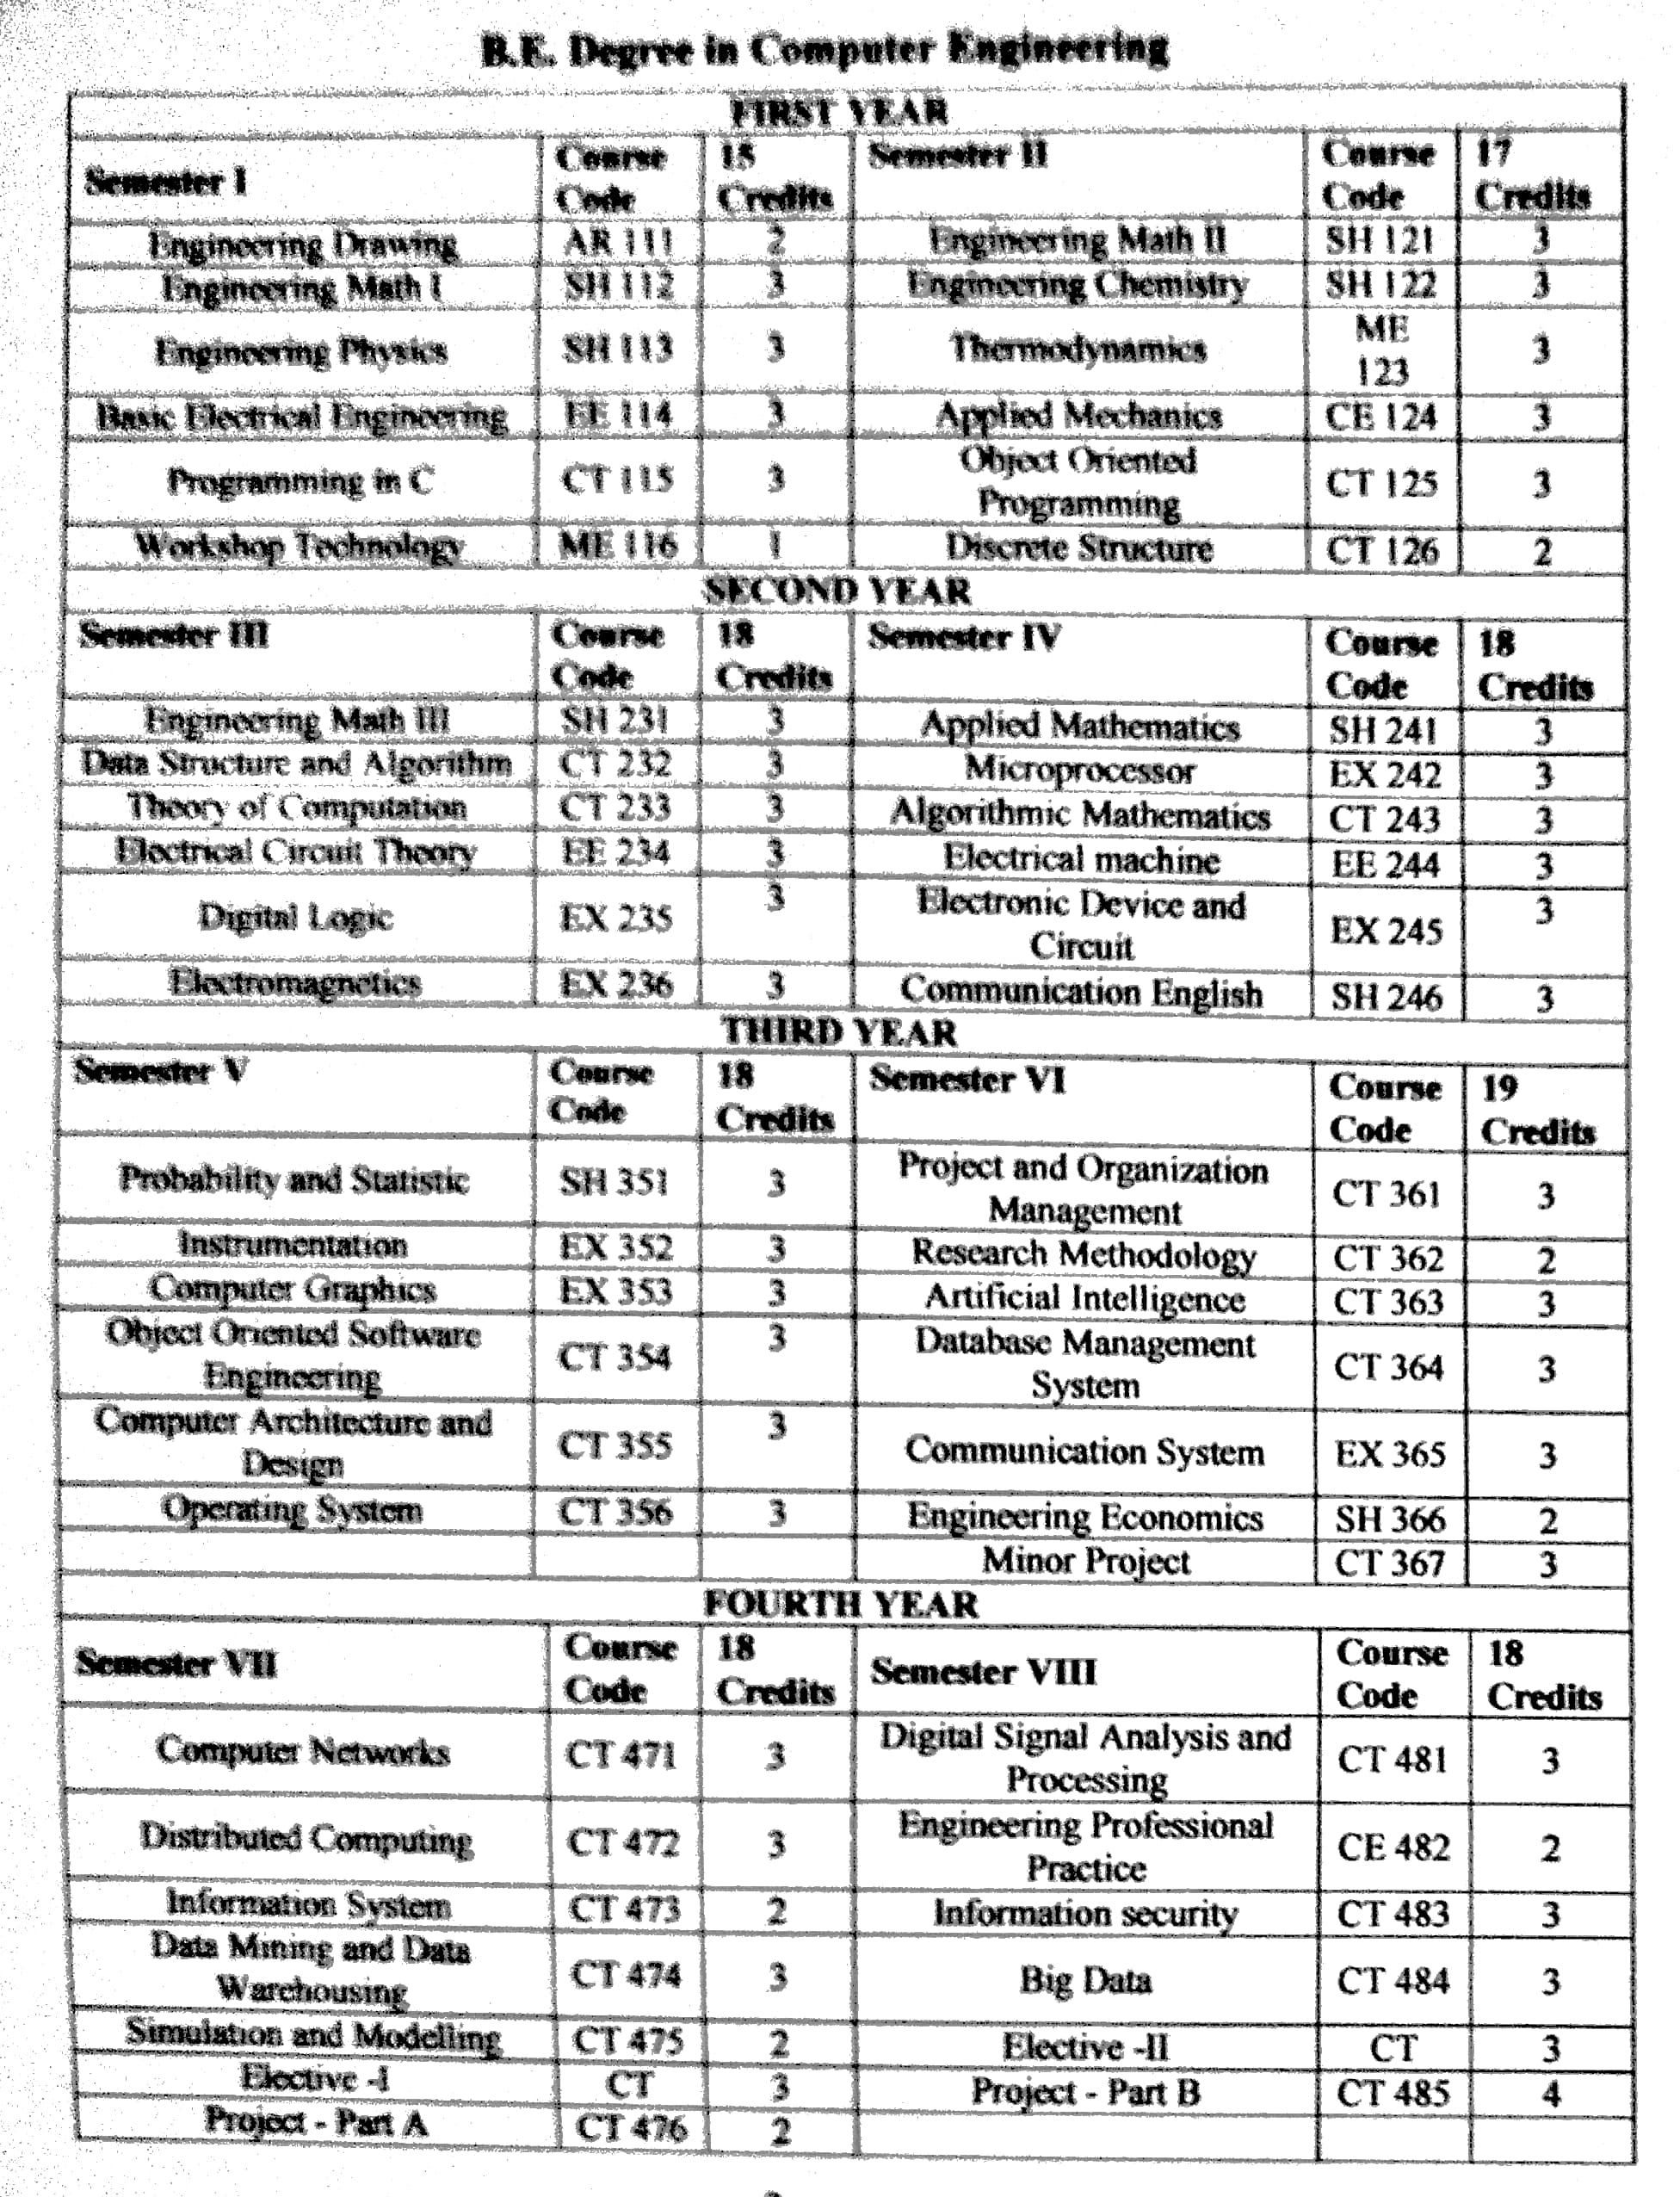 B.E. Degree in Computer Engineering
FIRST YEAR
Semester I Course Code 15 Credits Semester II Course Code 17 Credits
Engineering Drawing AR 111 2 Engineering Math II SH 121 3
Engineering Math I SH 112 3 Engineering Chemistry SH 122 3
Engineering Physics SH 113 3 Thermodynamics ME 123 3
Basic Electrical Engineering EE 114 3 Applied Mechanics CE 124 3
Programming in C CT 115 3 Object Oriented Programming CT 125 3
Workshop Technology ME 116 1 Discrete Structure CT 126 2
SECOND YEAR
Semester III Course Code 18 Credits Semester IV Course Code 18 Credits
Engineering Math III SH 231 3 Applied Mathematics SH 241 3
Data Structure and Algorithm CT 232 3 Microprocessor EX 242 3
Theory of Computation CT 233 3 Algorithmic Mathematics CT 243 3
Electrical Circuit Theory EE 234 3 Electrical machine EE 244 3
Digital Logic EX 235 3 Electronic Device and Circuit EX 245 3
Electromagnetics EX 236 3 Communication English SH 246 3
THIRD YEAR
Semester V Course Code 18 Credits Semester VI Course Code 19 Credits
Probability and Statistic SH 351 3 Project and Organization Management CT 361 3
Instrumentation EX 352 3 Research Methodology CT 362 2
Computer Graphics EX 353 3 Artificial Intelligence CT 363 3
Object Oriented Software Engineering CT 354 3 Database Management System CT 364 3
Computer Architecture and Design CT 355 3 Communication System EX 365 3
Operating System CT 356 3 Engineering Economics SH 366 2
Minor Project CT 367 3
FOURTH YEAR
Semester VII Course Code 18 Credits Semester VIII Course Code 18 Credits
Computer Networks CT 471 3 Digital Signal Analysis and Processing CT 481 3
Distributed Computing CT 472 3 Engineering Professional Practice CE 482 2
Information System CT 473 2 Information security CT 483 3
Data Mining and Data Warehousing CT 474 3 Big Data CT 484 3
Simulation and Modelling CT 475 2 Elective -II CT 3
Elective -I CT 3 Project - Part B CT 485 4
Project - Part A CT 476 2